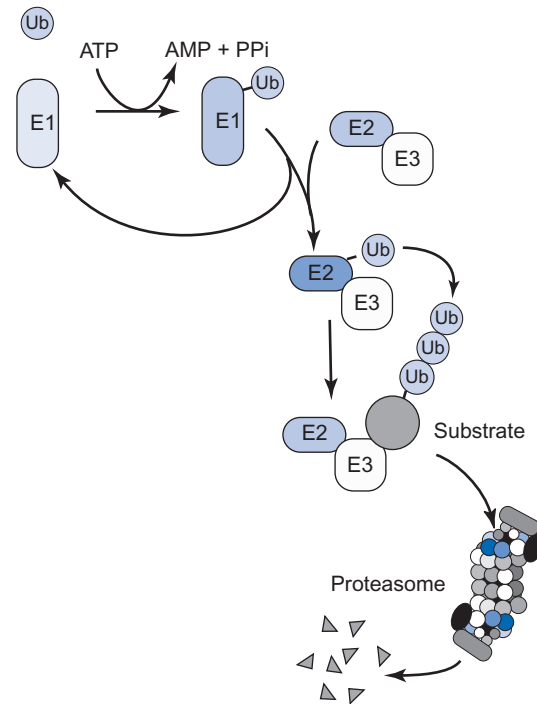 Ub
ATP
AMP + PPi
Ub
E1
E1
E2
E3
Ub
E2
E3
Ub
Ub
Ub
E2
E3
Substrate
Proteasome